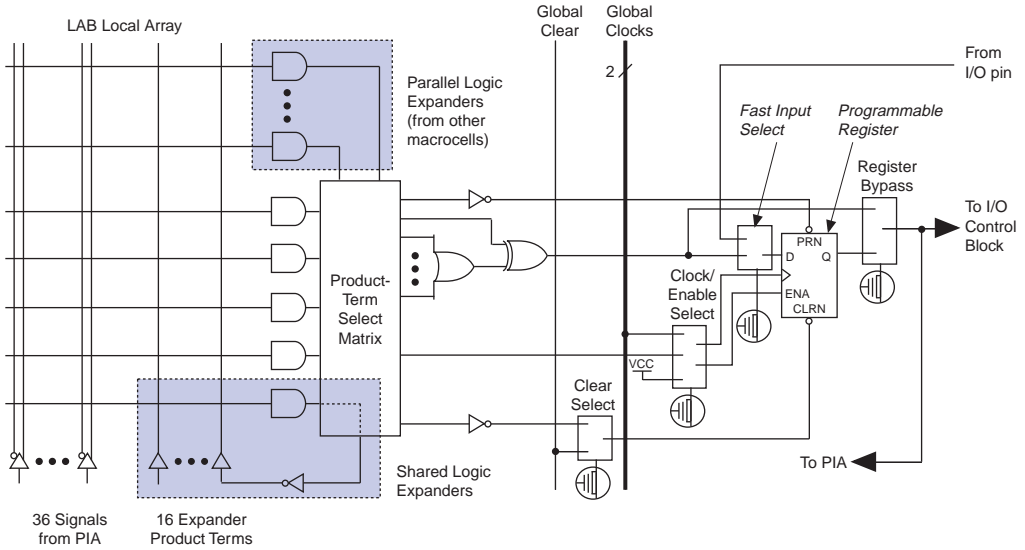 LAB Local Array
Global
Clear
Global
Clocks
2
Parallel Logic
Expanders
(from other
macrocells)
From
I/O pin
Fast Input
Select
Programmable
Register
Register
Bypass
To I/O
Control
Block
Product-
Term
Select
Matrix
Clock/
Enable
Select
PRN
D
Q
ENA
CLRN
VCC
Clear
Select
To PIA
Shared Logic
Expanders
36 Signals
from PIA
16 Expander
Product Terms